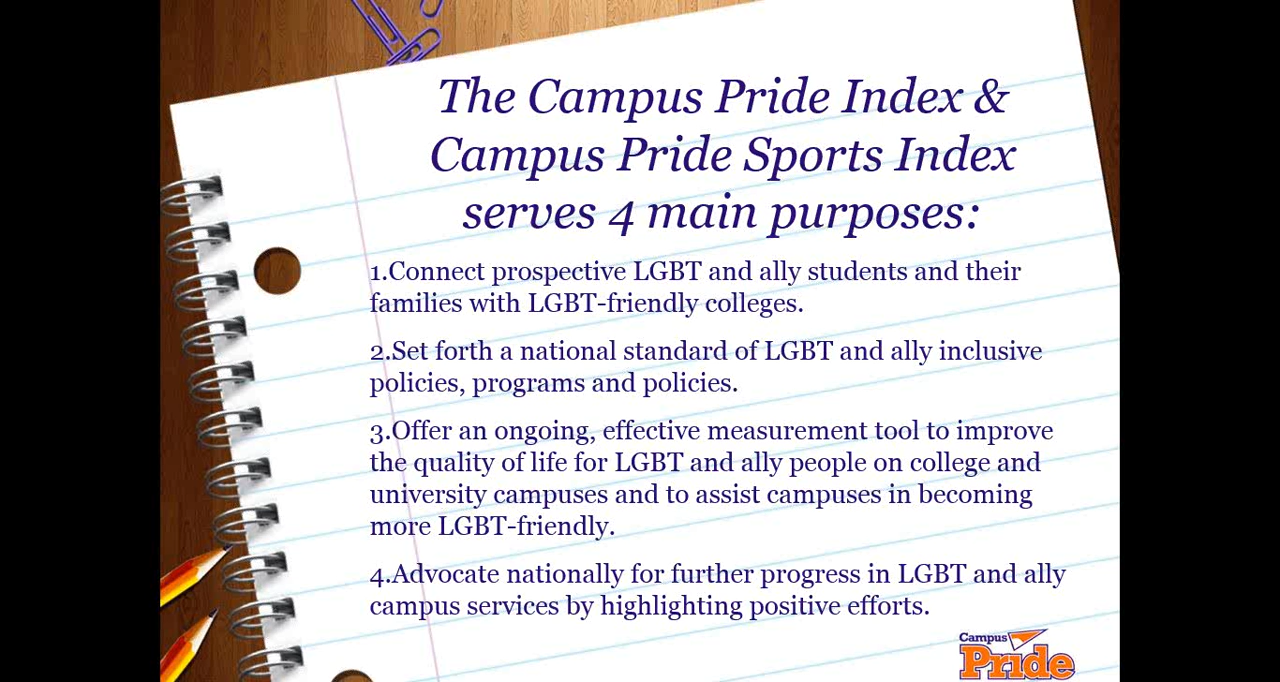 The Campus Pride Index &
Campus Pride Sports Index
serves 4 main purposes:
1.Connect prospective LGBT and ally students and their
families with LGBT-friendly colleges.
2.Set forth a national standard of LGBT and ally inclusive
policies, programs and policies.
3.Offer an ongoing, effective measurement tool to improve
the quality of life for LGBT and ally people on college and
university campuses and to assist campuses in becoming
more LGBT-friendly.
4.Advocate nationally for further progress in LGBT and ally
campus services by highlighting positive efforts.
Campus
Pride